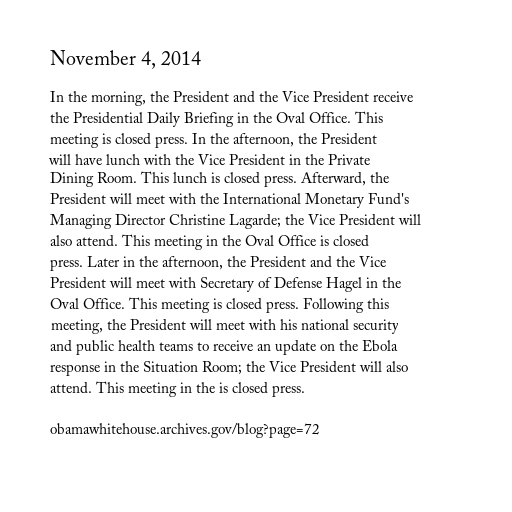 November 4, 2014
In the morning, the President and the Vice President receive
the Presidential Daily Briefing in the Oval Office. This
meeting is closed press. In the afternoon, the President
will have lunch with the Vice President in the Private
Dining Room. This lunch is closed press. Afterward, the
President will meet with the International Monetary Fund's
Managing Director Christine Lagarde; the Vice President will
also attend. This meeting in the Oval Office is closed
press. Later in the afternoon, the President and the Vice
President will meet with Secretary of Defense Hagel in the
Oval Office. This meeting is closed press. Following this
meeting, the President will meet with his national security
and public health teams to receive an update on the Ebola
response in the Situation Room; the Vice President will also
attend. This meeting in the is closed press.
obamawhitehouse.archives.gov/blog?page=72